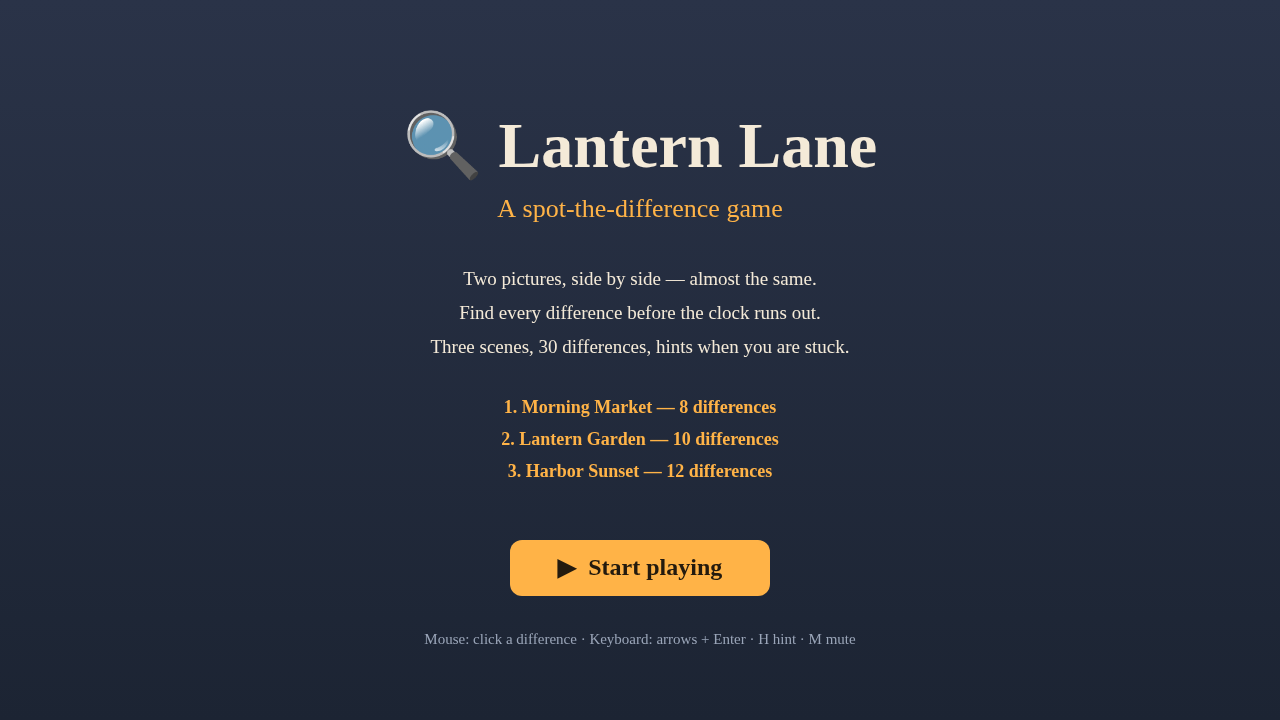 Lantern Lane
A spot-the-difference game
Two pictures, side by side — almost the same.
Find every difference before the clock runs out.
Three scenes, 30 differences, hints when you are stuck.
1. Morning Market — 8 differences
2. Lantern Garden — 10 differences
3. Harbor Sunset — 12 differences
▶ Start playing
Mouse: click a difference · Keyboard: arrows + Enter · H hint · M mute